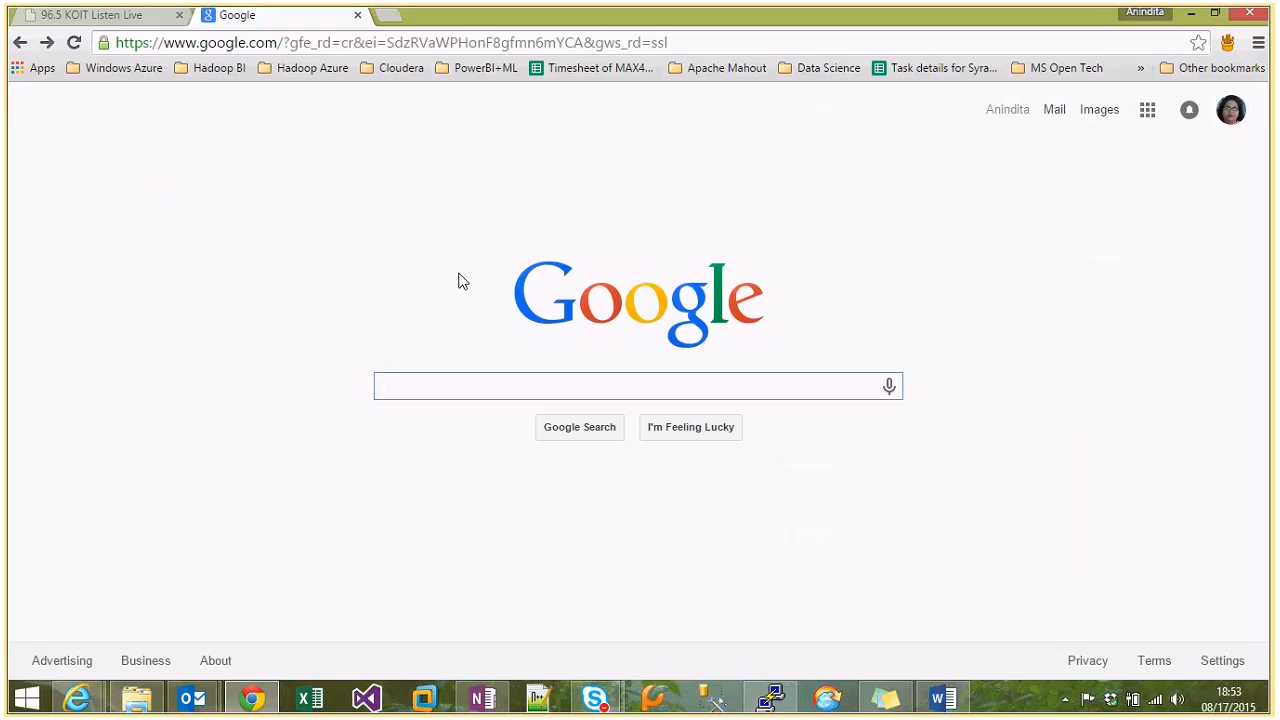 96.5 KOIT Listen Live
Google
Anindita
https://www.google.com/?gfe_rd=cr&ei=SdzRVaWPHonF8gfmn6mYCA&gws_rd=ssl
Apps Windows Azure Hadoop BI Hadoop Azure Cloudera PowerBI+ML Timesheet of MAX4... Apache Mahout Data Science Task details for Syra... MS Open Tech » Other bookmarks
Anindita Mail Images
Google
Google Search I'm Feeling Lucky
Advertising Business About Privacy Terms Settings
18:53
08/17/2015